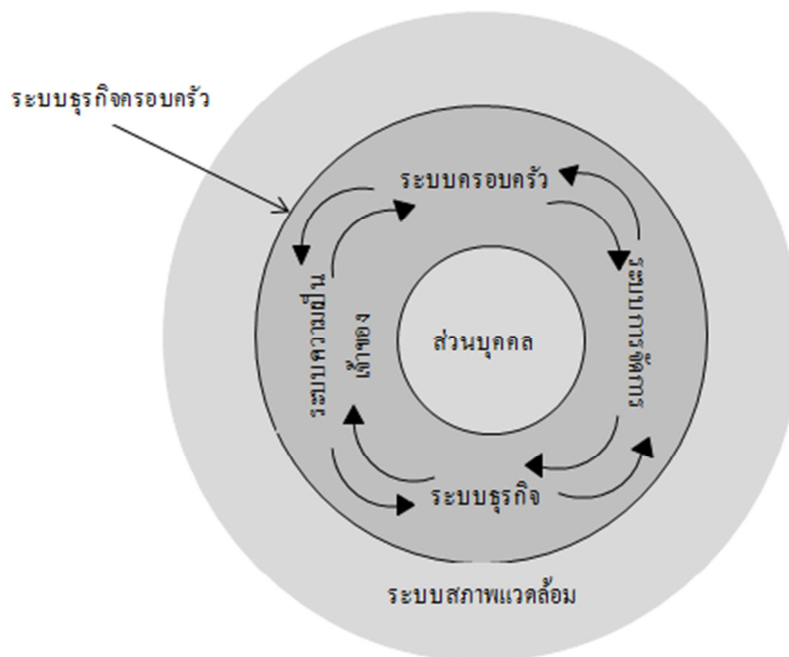 ระบบธุรกิจครอบครัว
ระบบครอบครัว
ระบบความเป็น
เจ้าของ
ส่วนบุคคล
ระบบการจัดการ
ระบบธุรกิจ
ระบบสภาพแวดล้อม